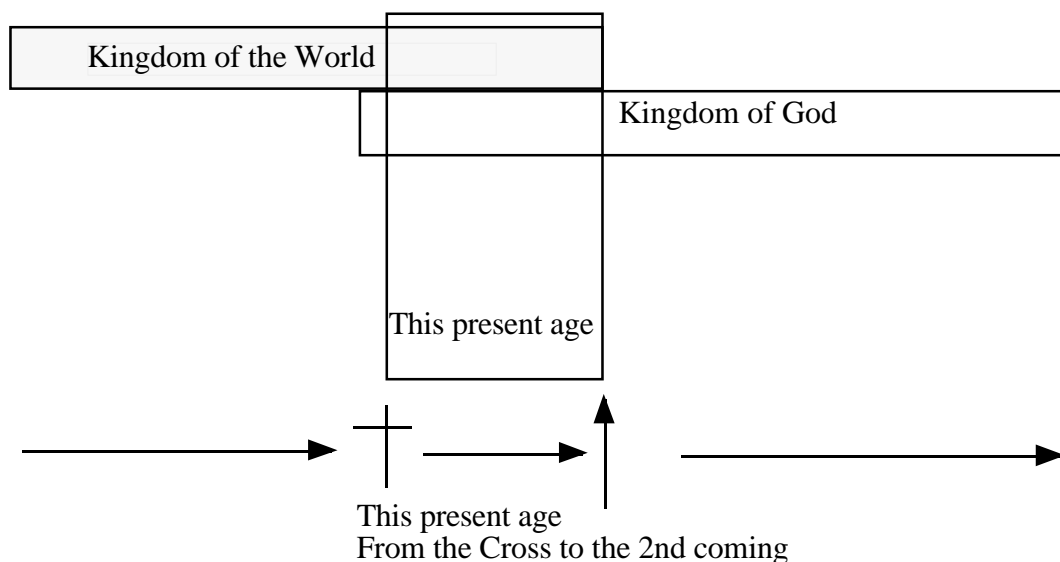 Kingdom of the World
Kingdom of God
This present age
This present age
From the Cross to the 2nd coming